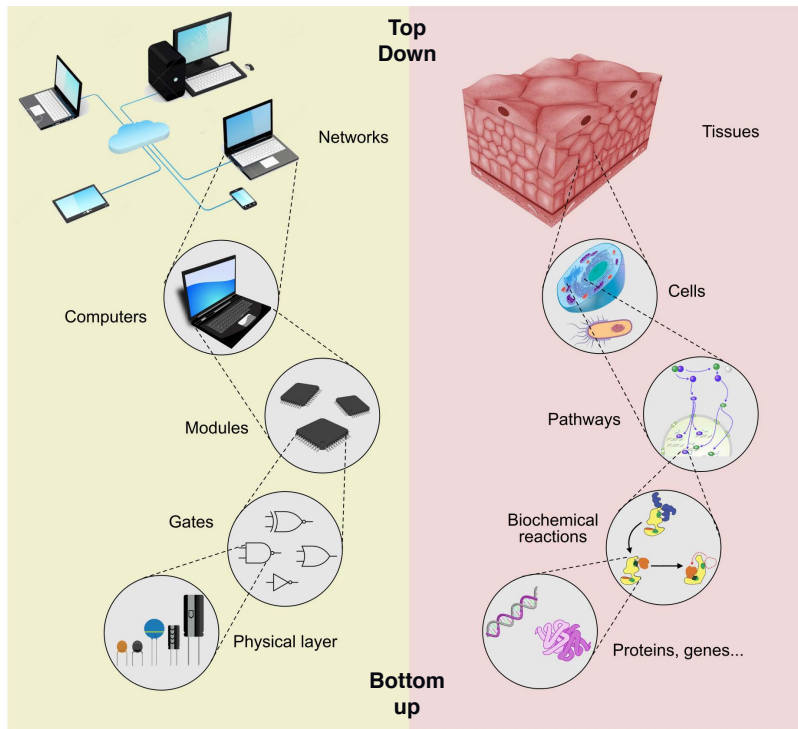 Top
Down
Networks
Tissues
Computers
Cells
Modules
Pathways
Gates
Biochemical
reactions
Physical layer
Proteins, genes...
Bottom
up